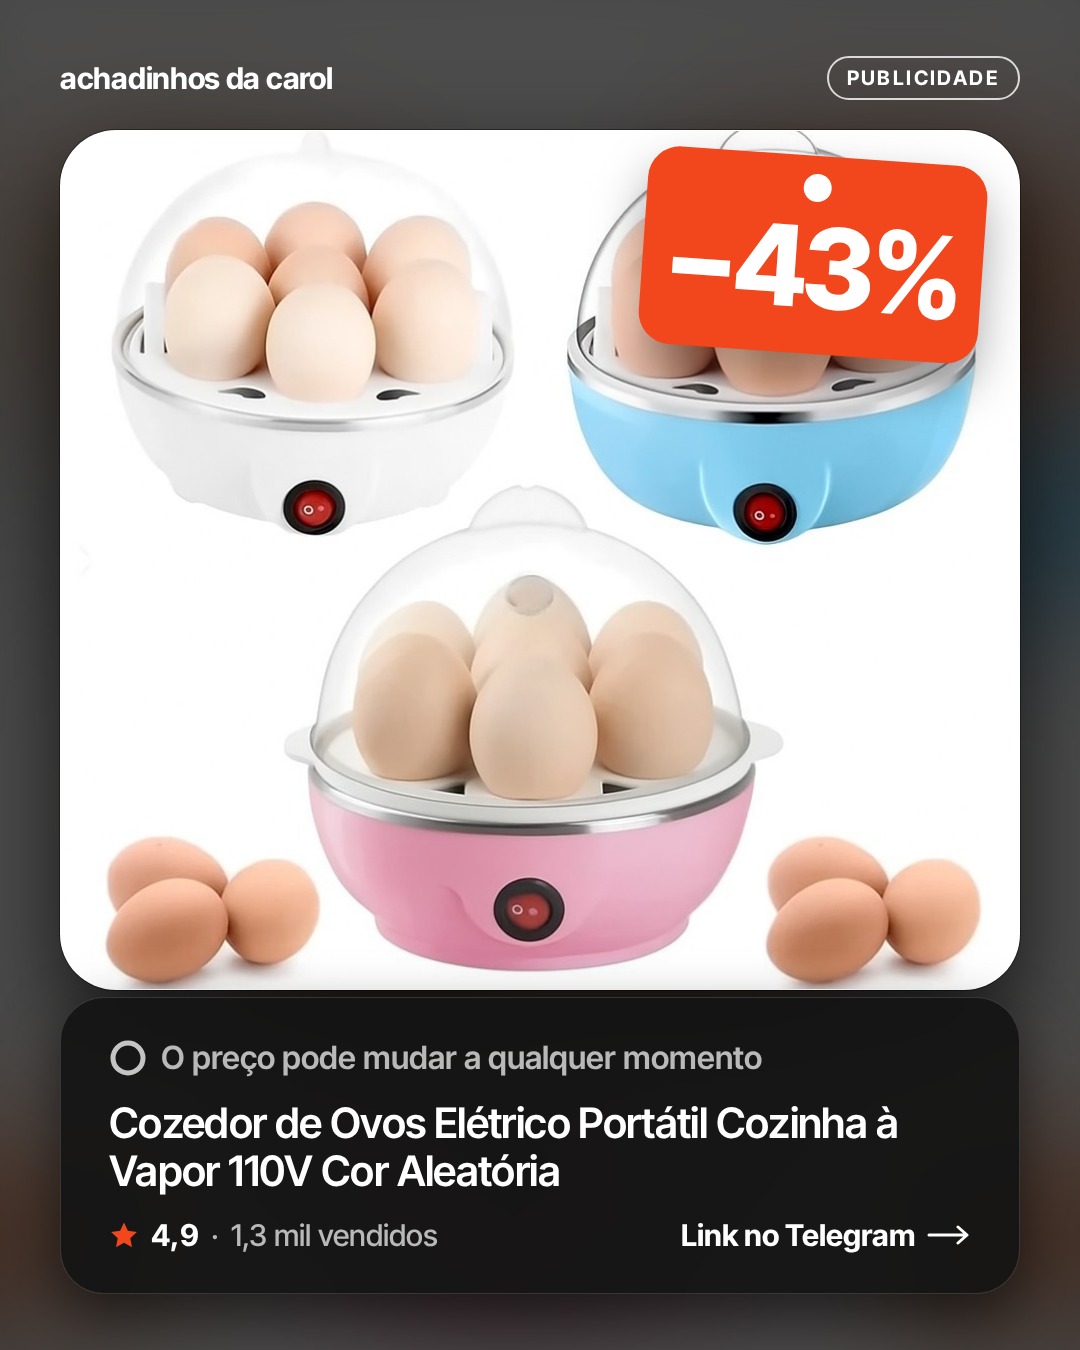 achadinhos da carol
PUBLICIDADE
−43%
O preço pode mudar a qualquer momento
Cozedor de Ovos Elétrico Portátil Cozinha à
Vapor 110V Cor Aleatória
4,9 · 1,3 mil vendidos
Link no Telegram →